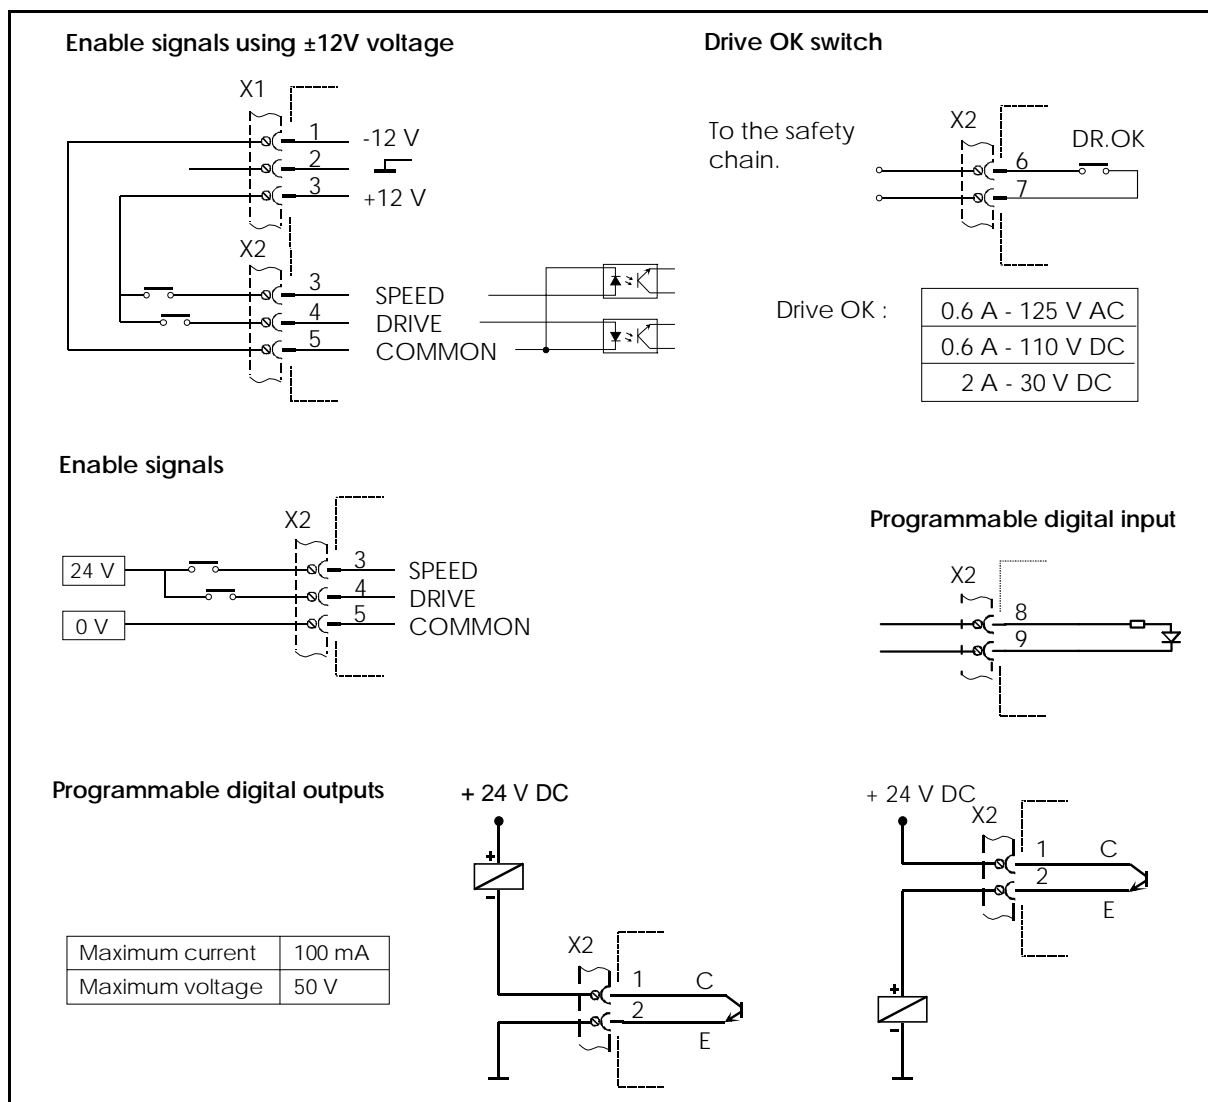 Enable signals using ±12V voltage
X1
1
-12 V
2
3
+12 V
X2
3
SPEED
4
DRIVE
5
COMMON
Drive OK switch
To the safety
chain.
X2
6
DR.OK
7
Drive OK :
0.6 A - 125 V AC
0.6 A - 110 V DC
2 A - 30 V DC
Enable signals
X2
24 V
3
SPEED
4
DRIVE
0 V
5
COMMON
Programmable digital input
X2
8
9
Programmable digital outputs
Maximum current 100 mA
Maximum voltage 50 V
+ 24 V DC
+
-
X2
1
C
2
E
+ 24 V DC
X2
1
C
2
E
+
-